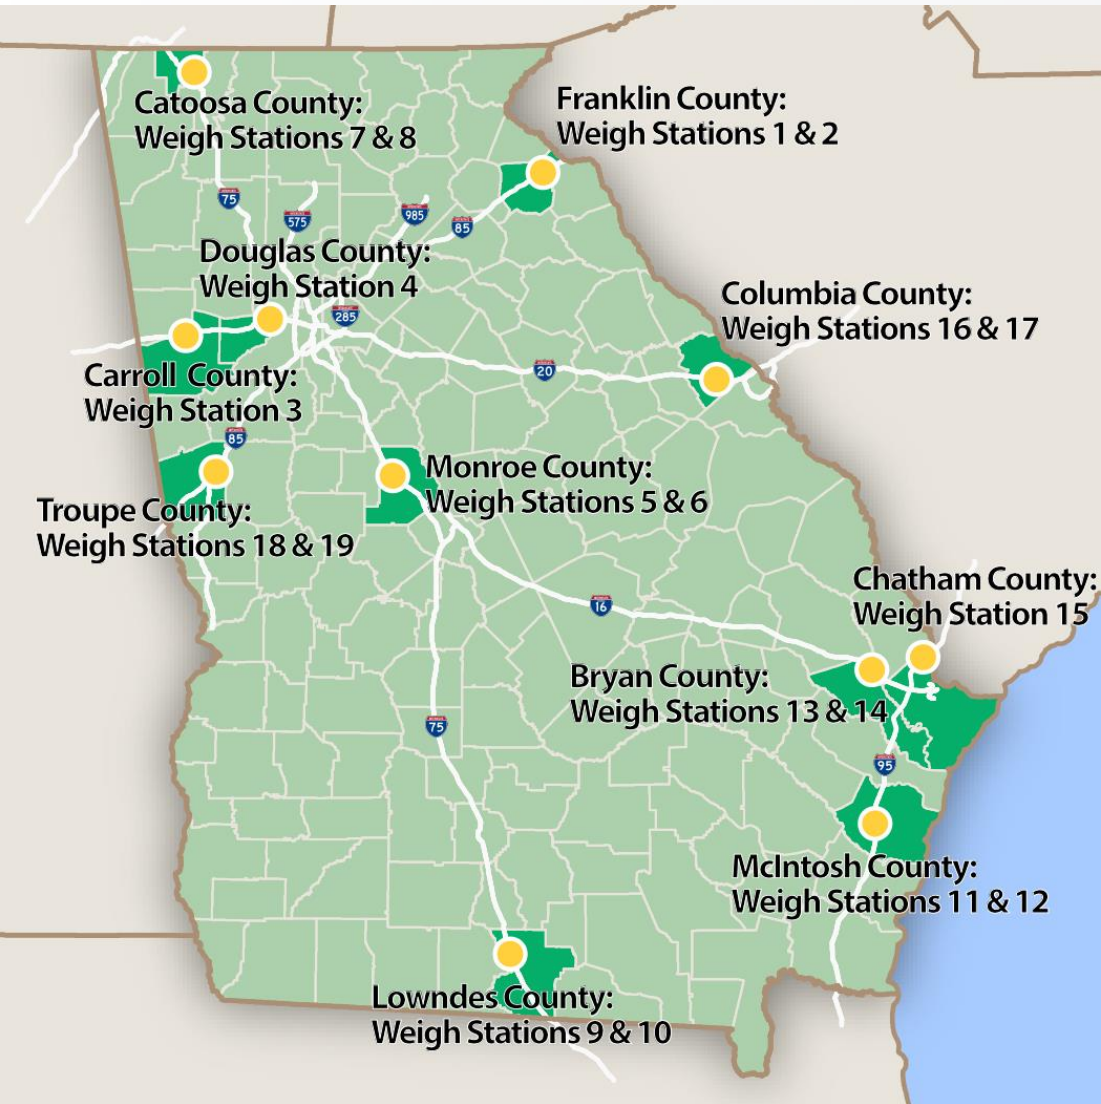 Catoosa County:
Weigh Stations 7 & 8
Franklin County:
Weigh Stations 1 & 2
75
575
985
85
Douglas County:
Weigh Station 4
285
Columbia County:
Weigh Stations 16 & 17
20
Carroll County:
Weigh Station 3
85
Monroe County:
Weigh Stations 5 & 6
Troupe County:
Weigh Stations 18 & 19
Chatham County:
Weigh Station 15
16
Bryan County:
Weigh Stations 13 & 14
75
95
McIntosh County:
Weigh Stations 11 & 12
Lowndes County:
Weigh Stations 9 & 10